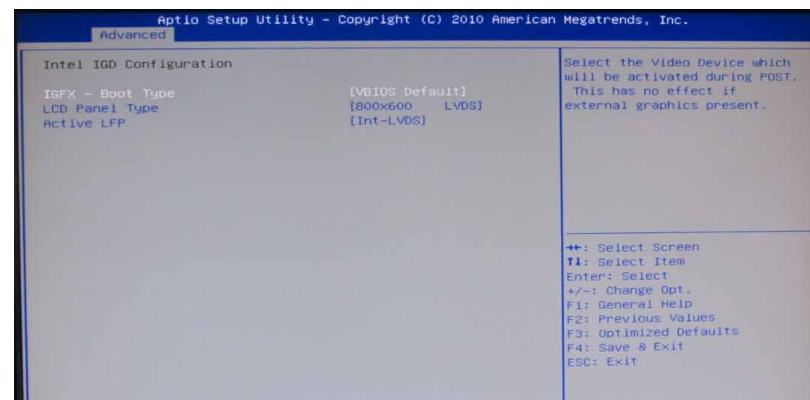 Aptio Setup Utility – Copyright (C) 2010 American Megatrends, Inc.
Advanced
Intel IGD Configuration
IGFX – Boot Type [VBIOS Default]
LCD Panel Type [800x600 LVDS]
Active LFP [Int-LVDS]
Select the Video Device which
will be activated during POST.
This has no effect if
external graphics present.
→←: Select Screen
↑↓: Select Item
Enter: Select
+/-: Change Opt.
F1: General Help
F2: Previous Values
F3: Optimized Defaults
F4: Save & Exit
ESC: Exit